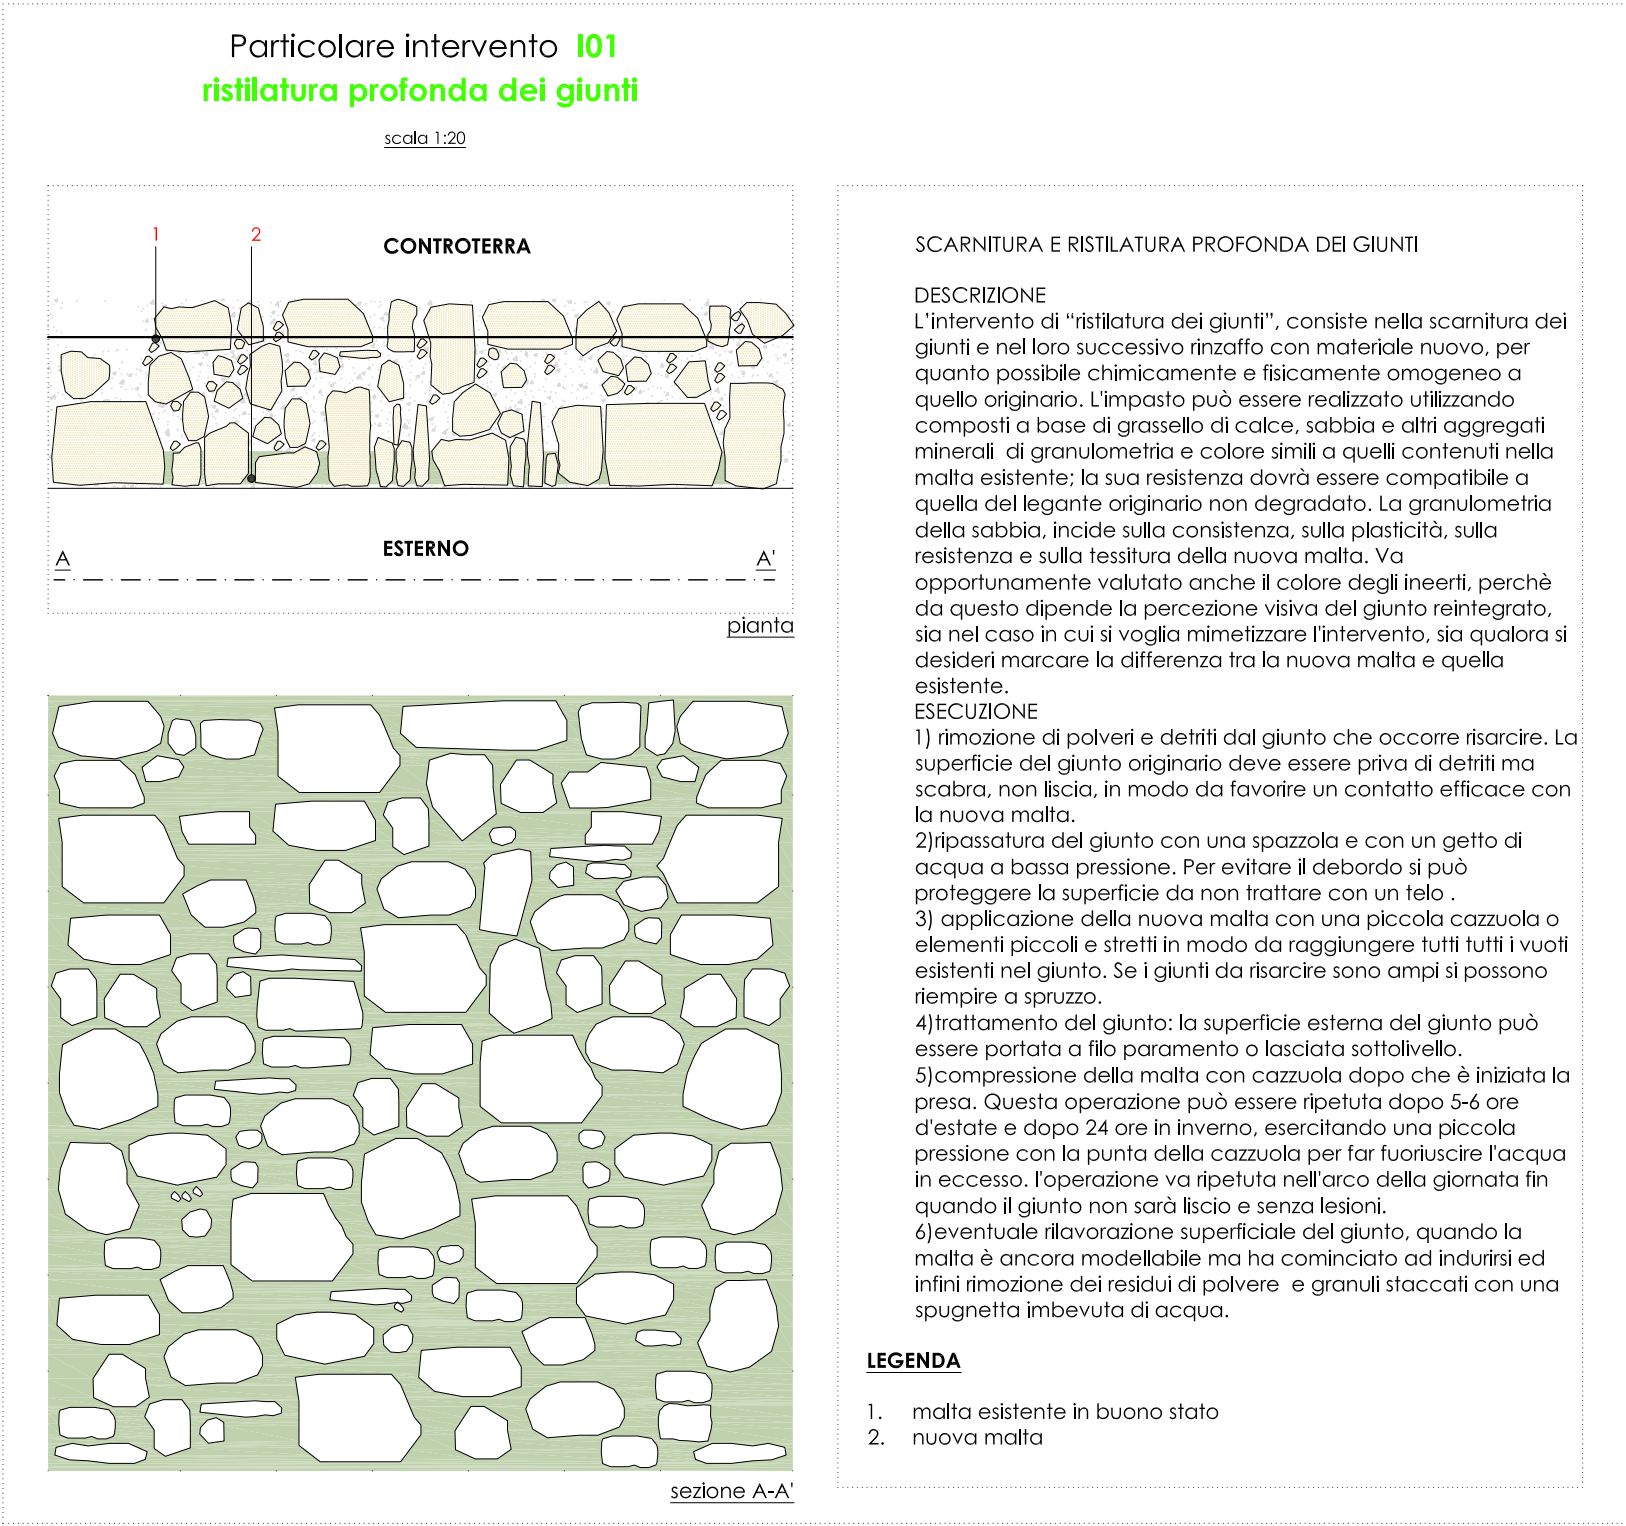 Particolare intervento I01
ristilatura profonda dei giunti
scala 1:20
1
2
CONTROTERRA
ESTERNO
A
A'
pianta
sezione A-A'
SCARNITURA E RISTILATURA PROFONDA DEI GIUNTI
DESCRIZIONE
L'intervento di “ristilatura dei giunti”, consiste nella scarnitura dei
giunti e nel loro successivo rinzaffo con materiale nuovo, per
quanto possibile chimicamente e fisicamente omogeneo a
quello originario. L'impasto può essere realizzato utilizzando
composti a base di grassello di calce, sabbia e altri aggregati
minerali di granulometria e colore simili a quelli contenuti nella
malta esistente; la sua resistenza dovrà essere compatibile a
quella del legante originario non degradato. La granulometria
della sabbia, incide sulla consistenza, sulla plasticità, sulla
resistenza e sulla tessitura della nuova malta. Va
opportunamente valutato anche il colore degli ineerti, perchè
da questo dipende la percezione visiva del giunto reintegrato,
sia nel caso in cui si voglia mimetizzare l'intervento, sia qualora si
desideri marcare la differenza tra la nuova malta e quella
esistente.
ESECUZIONE
1) rimozione di polveri e detriti dal giunto che occorre risarcire. La
superficie del giunto originario deve essere priva di detriti ma
scabra, non liscia, in modo da favorire un contatto efficace con
la nuova malta.
2)ripassatura del giunto con una spazzola e con un getto di
acqua a bassa pressione. Per evitare il debordo si può
proteggere la superficie da non trattare con un telo .
3) applicazione della nuova malta con una piccola cazzuola o
elementi piccoli e stretti in modo da raggiungere tutti tutti i vuoti
esistenti nel giunto. Se i giunti da risarcire sono ampi si possono
riempire a spruzzo.
4)trattamento del giunto: la superficie esterna del giunto può
essere portata a filo paramento o lasciata sottolivello.
5)compressione della malta con cazzuola dopo che è iniziata la
presa. Questa operazione può essere ripetuta dopo 5-6 ore
d'estate e dopo 24 ore in inverno, esercitando una piccola
pressione con la punta della cazzuola per far fuoriuscire l'acqua
in eccesso. l'operazione va ripetuta nell'arco della giornata fin
quando il giunto non sarà liscio e senza lesioni.
6)eventuale rilavorazione superficiale del giunto, quando la
malta è ancora modellabile ma ha cominciato ad indurirsi ed
infini rimozione dei residui di polvere e granuli staccati con una
spugnetta imbevuta di acqua.
LEGENDA
1. malta esistente in buono stato
2. nuova malta